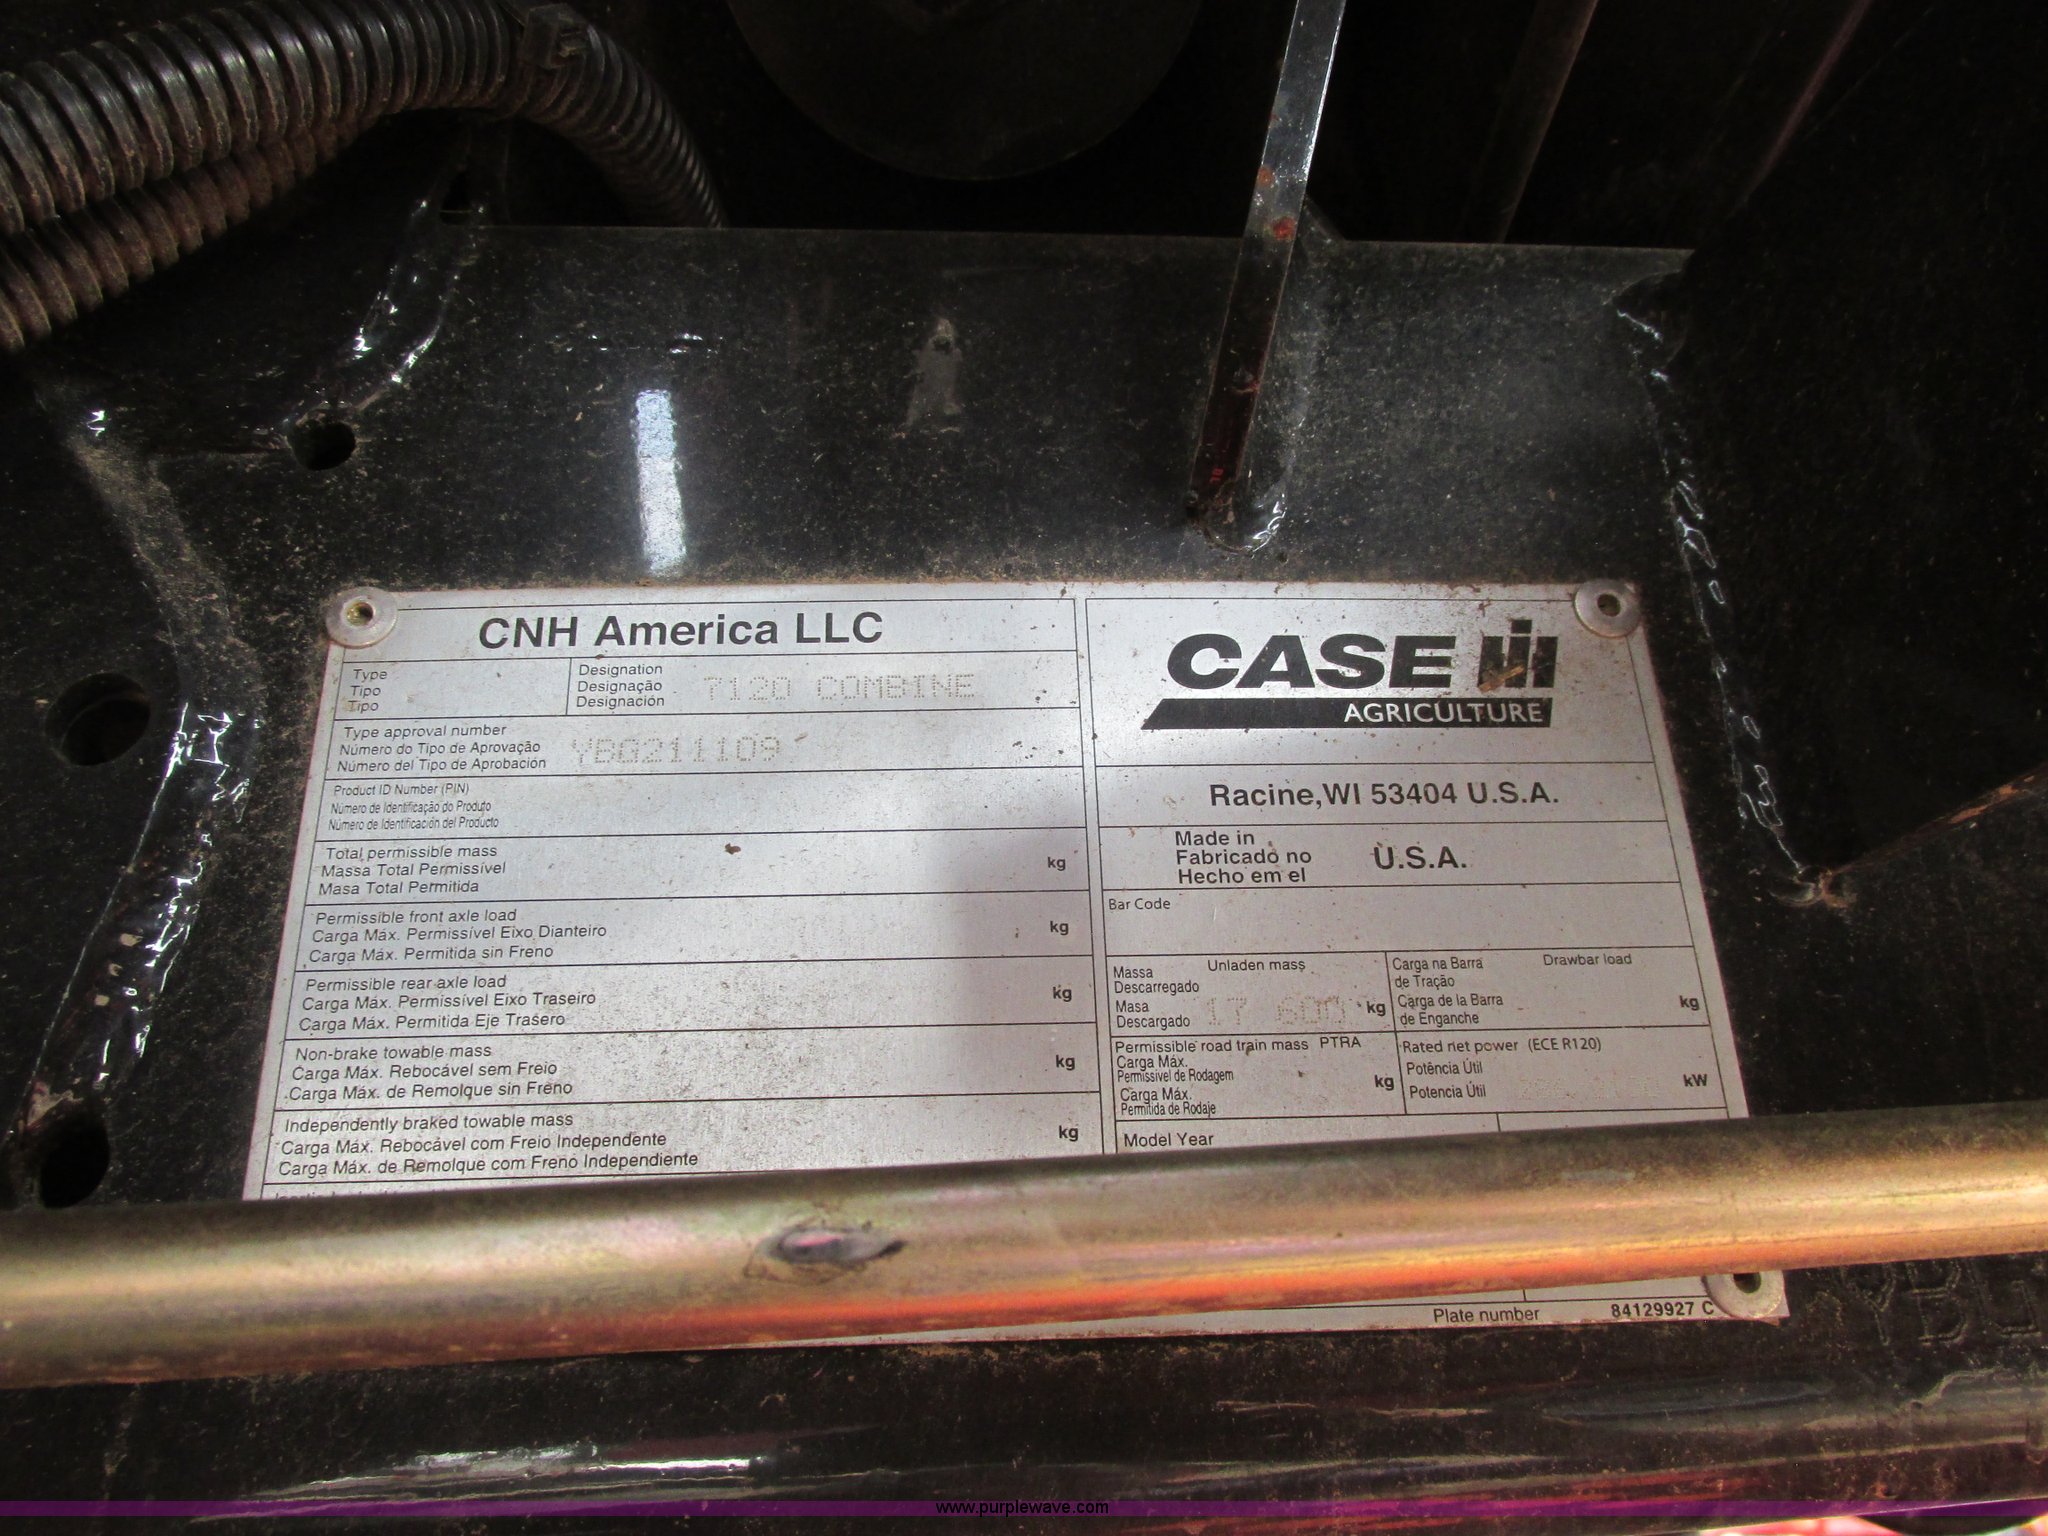 CNH America LLC
Type
Tipo
Tipo
Designation
Designação
Designación
7120 COMBINE
Type approval number
Número do Tipo de Aprovação
Número del Tipo de Aprobación
YBG211109
Product ID Number (PIN)
Número de Identificação do Produto
Número de Identificación del Producto
Total permissible mass
Massa Total Permissível
Masa Total Permitida
kg
Permissible front axle load
Carga Máx. Permissível Eixo Dianteiro
Carga Máx. Permitida sin Freno
kg
Permissible rear axle load
Carga Máx. Permissível Eixo Traseiro
Carga Máx. Permitida Eje Trasero
kg
Non-brake towable mass
Carga Máx. Rebocável sem Freio
Carga Máx. de Remolque sin Freno
kg
Independently braked towable mass
Carga Máx. Rebocável com Freio Independente
Carga Máx. de Remolque con Freno Independiente
kg
CASE IH
AGRICULTURE
Racine,WI 53404 U.S.A.
Made in
Fabricado no
Hecho em el
U.S.A.
Bar Code
Massa
Descarregado
Unladen mass
Masa
Descargado
17 600 kg
Carga na Barra
de Tração
Drawbar load
Carga de la Barra
de Enganche
kg
Permissible road train mass PTRA
Carga Máx.
Permissivel de Rodagem
Carga Máx.
Permitida de Rodaje
kg
Rated net power (ECE R120)
Potência Útil
Potencia Útil
kW
Model Year
Plate number 84129927 C
www.purplewave.com